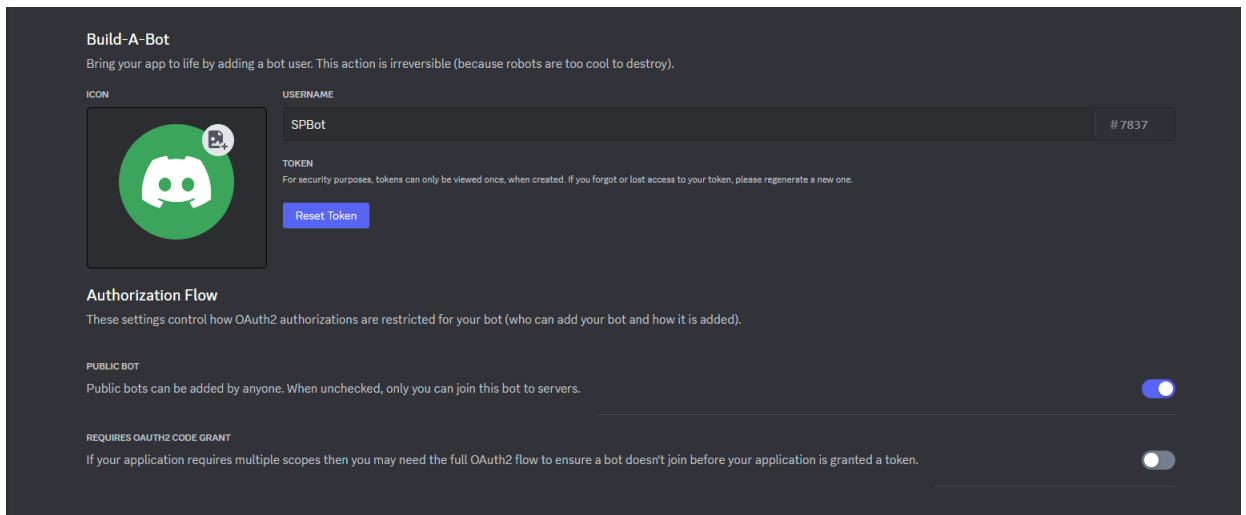 Build-A-Bot
Bring your app to life by adding a bot user. This action is irreversible (because robots are too cool to destroy).
ICON
USERNAME
SPBot
#7837
TOKEN
For security purposes, tokens can only be viewed once, when created. If you forgot or lost access to your token, please regenerate a new one.
Reset Token
Authorization Flow
These settings control how OAuth2 authorizations are restricted for your bot (who can add your bot and how it is added).
PUBLIC BOT
Public bots can be added by anyone. When unchecked, only you can join this bot to servers.
REQUIRES OAUTH2 CODE GRANT
If your application requires multiple scopes then you may need the full OAuth2 flow to ensure a bot doesn't join before your application is granted a token.